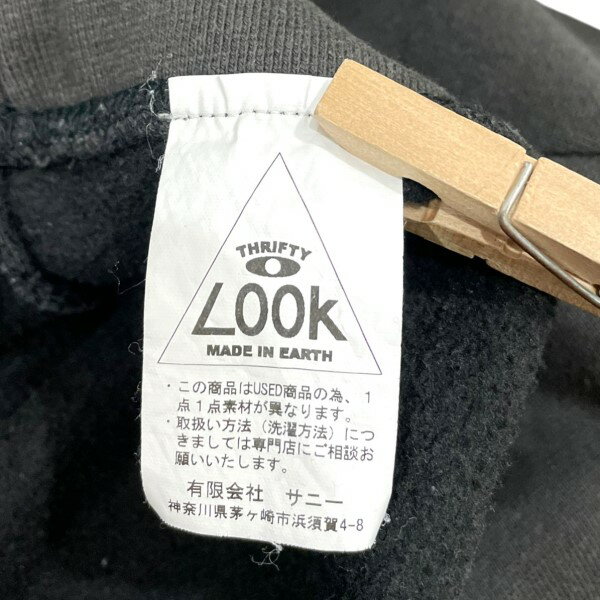 THRIFTY
LOOK
MADE IN EARTH
・この商品はUSED商品の為、1
点1点素材が異なります。
・取扱い方法（洗濯方法）につ
きましては専門店にご相談お
願いいたします。
有限会社 サニー
神奈川県茅ヶ崎市浜須賀4-8